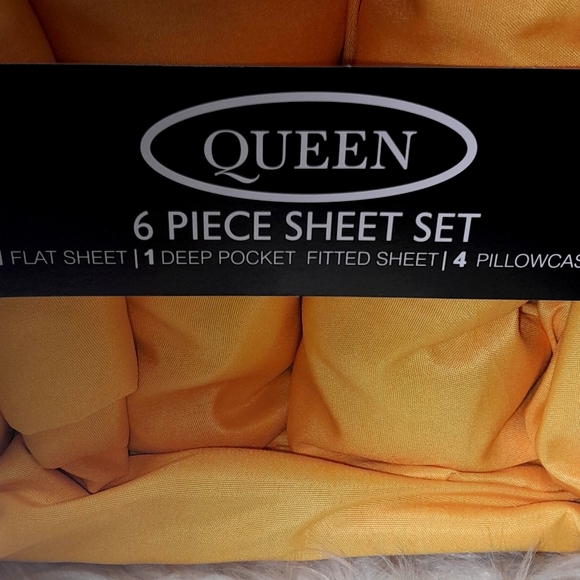 QUEEN
6 PIECE SHEET SET
FLAT SHEET | 1 DEEP POCKET FITTED SHEET | 4